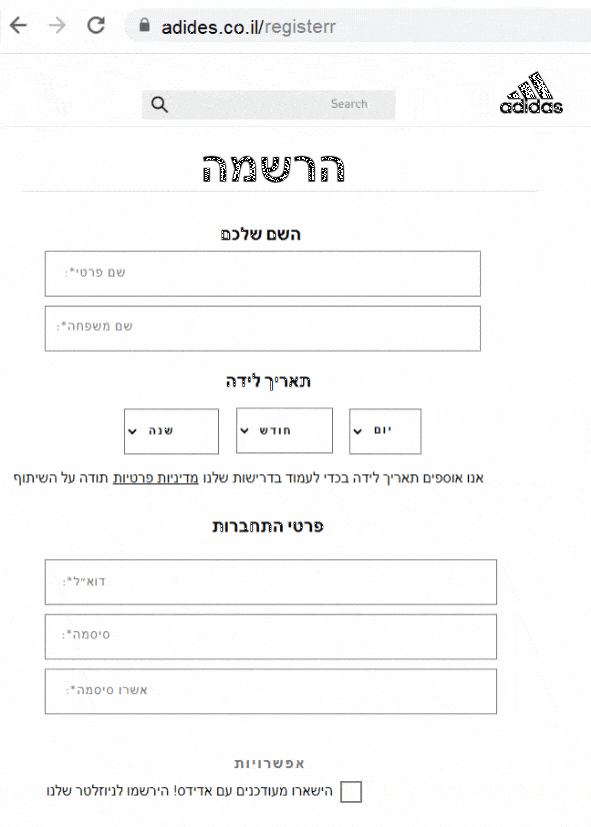 adides.co.il/registerr
Search
adidas
הרשמה
השם שלכם
שם פרטי*:
שם משפחה*:
תאריך לידה
יום חודש שנה
אנו אוספים תאריך לידה בכדי לעמוד בדרישות שלנו מדיניות פרטיות תודה על השיתוף
פרטי התחברות
דוא״ל*:
סיסמה*:
אשרו סיסמה*:
אפשרויות
הישארו מעודכנים עם אדידס! הירשמו לניוזלטר שלנו